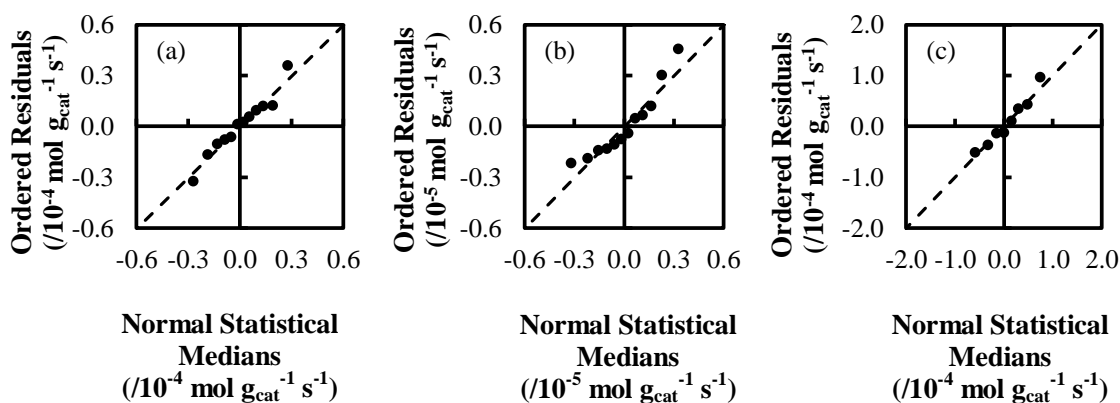 Ordered Residuals
(/10⁻⁴ mol g_cat⁻¹ s⁻¹)
0.6
0.3
0.0
-0.3
-0.6
(a)
-0.6 -0.3 0.0 0.3 0.6
Normal Statistical
Medians
(/10⁻⁴ mol g_cat⁻¹ s⁻¹)
Ordered Residuals
(/10⁻⁵ mol g_cat⁻¹ s⁻¹)
0.6
0.3
0.0
-0.3
-0.6
(b)
-0.6 -0.3 0.0 0.3 0.6
Normal Statistical
Medians
(/10⁻⁵ mol g_cat⁻¹ s⁻¹)
Ordered Residuals
(/10⁻⁴ mol g_cat⁻¹ s⁻¹)
2.0
1.0
0.0
-1.0
-2.0
(c)
-2.0 -1.0 0.0 1.0 2.0
Normal Statistical
Medians
(/10⁻⁴ mol g_cat⁻¹ s⁻¹)